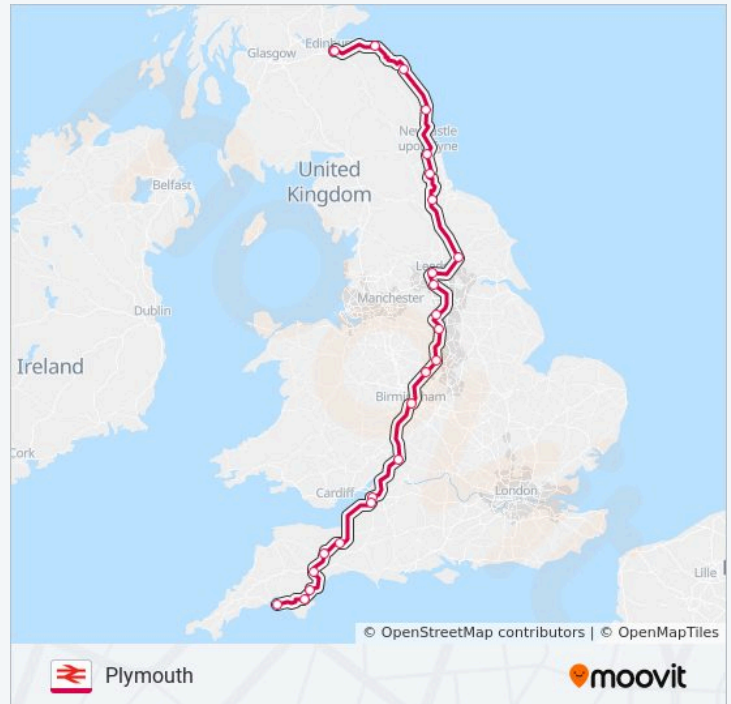 Glasgow
Edinburgh
Newcastle
upon Tyne
United
Kingdom
Belfast
Leeds
Manchester
Dublin
Ireland
Birmingham
Cork
Cardiff
London
Lille
© OpenStreetMap contributors | © OpenMapTiles
Plymouth
moovit